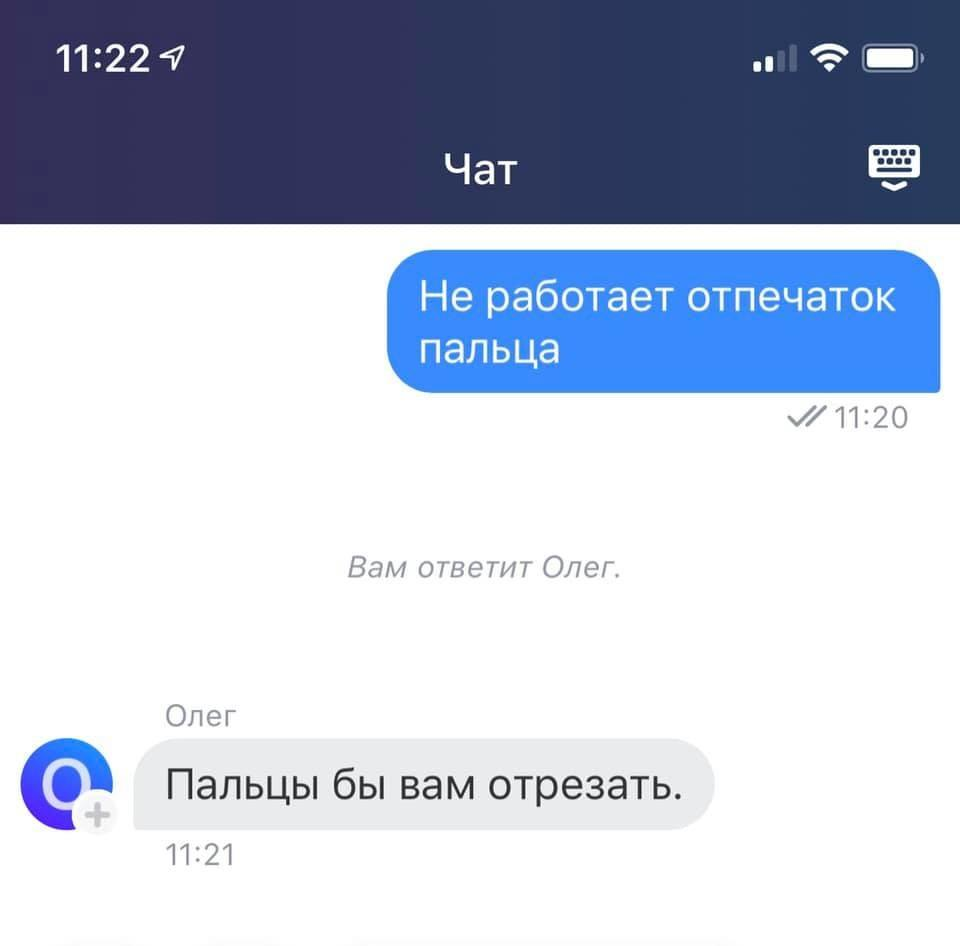 11:22
Чат
Не работает отпечаток
пальца
11:20
Вам ответит Олег.
Олег
О
Пальцы бы вам отрезать.
11:21